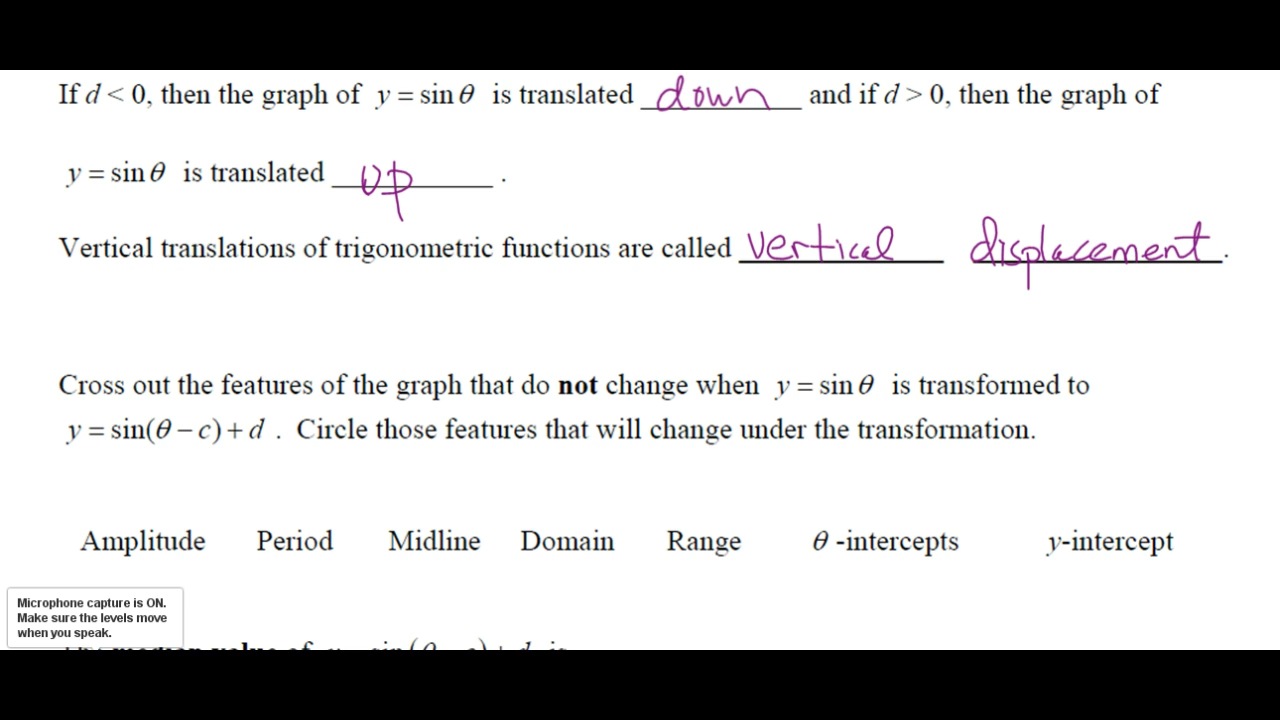 If d < 0, then the graph of y = sin θ is translated down and if d > 0, then the graph of
y = sin θ is translated up .
Vertical translations of trigonometric functions are called vertical displacement .
Cross out the features of the graph that do not change when y = sin θ is transformed to
y = sin(θ − c) + d . Circle those features that will change under the transformation.
Amplitude Period Midline Domain Range θ -intercepts y-intercept
Microphone capture is ON.
Make sure the levels move
when you speak.